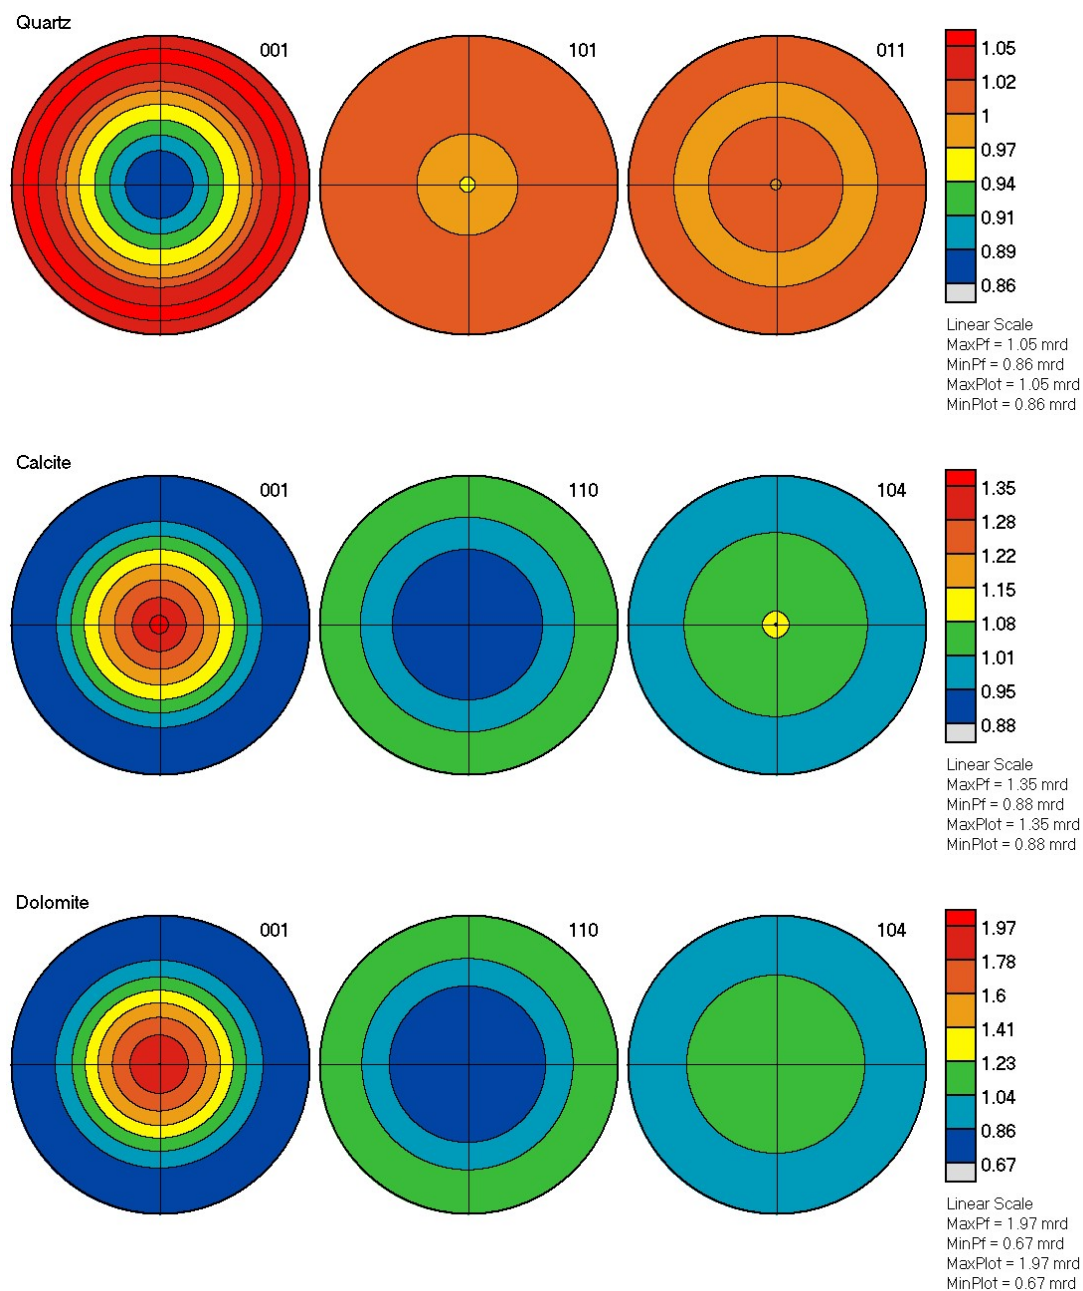 Quartz
001
101
011
1.05
1.02
1
0.97
0.94
0.91
0.89
0.86
Linear Scale
MaxPf = 1.05 mrd
MinPf = 0.86 mrd
MaxPlot = 1.05 mrd
MinPlot = 0.86 mrd
Calcite
001
110
104
1.35
1.28
1.22
1.15
1.08
1.01
0.95
0.88
Linear Scale
MaxPf = 1.35 mrd
MinPf = 0.88 mrd
MaxPlot = 1.35 mrd
MinPlot = 0.88 mrd
Dolomite
001
110
104
1.97
1.78
1.6
1.41
1.23
1.04
0.86
0.67
Linear Scale
MaxPf = 1.97 mrd
MinPf = 0.67 mrd
MaxPlot = 1.97 mrd
MinPlot = 0.67 mrd